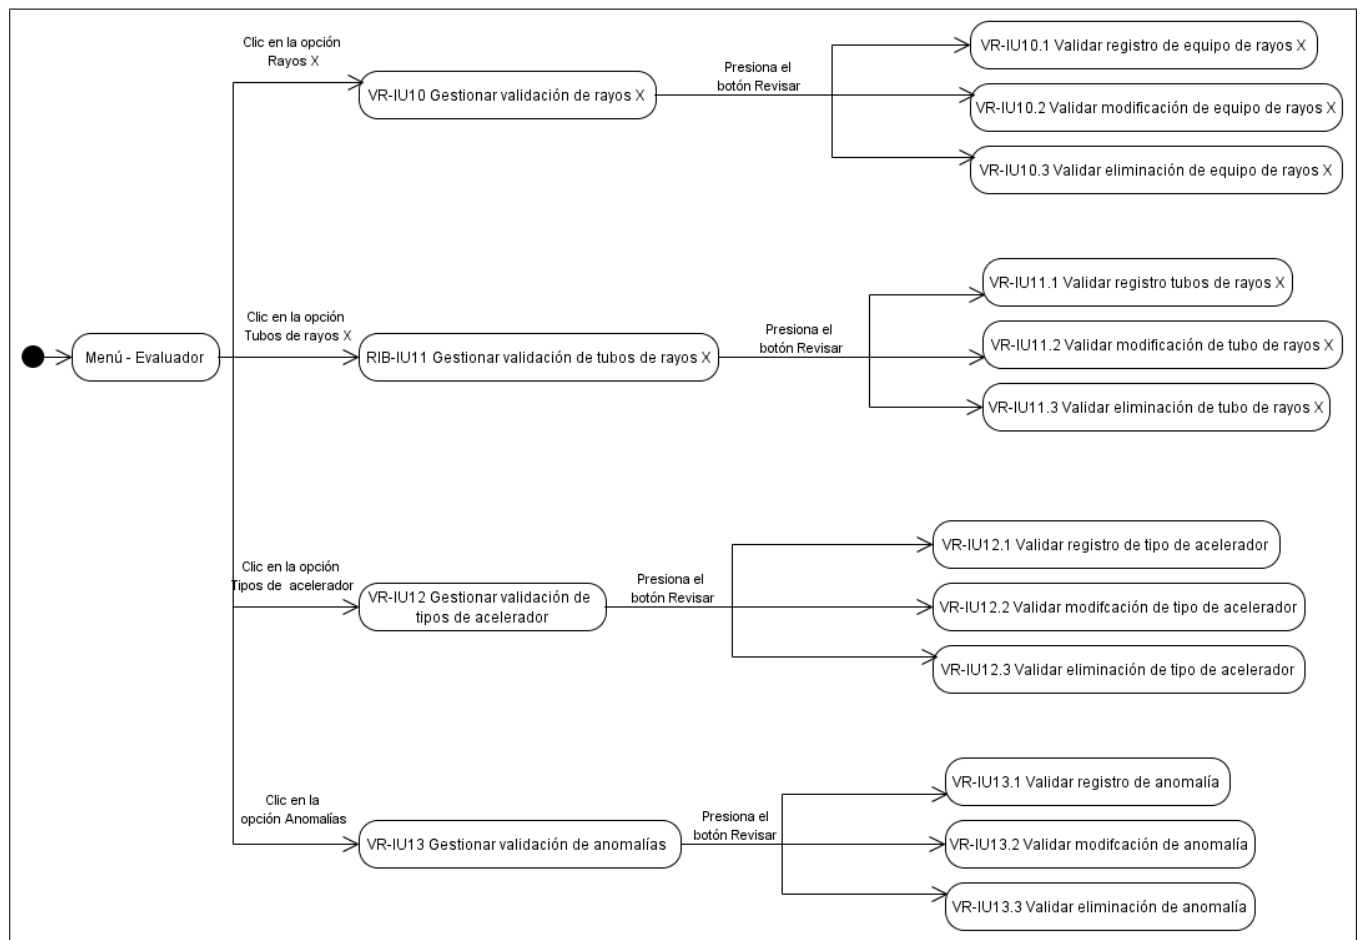 Clic en la opción
Rayos X
VR-IU10 Gestionar validación de rayos X
Presiona el
botón Revisar
VR-IU10.1 Validar registro de equipo de rayos X
VR-IU10.2 Validar modificación de equipo de rayos X
VR-IU10.3 Validar eliminación de equipo de rayos X
Menú - Evaluador
Clic en la opción
Tubos de rayos X
RIB-IU11 Gestionar validación de tubos de rayos X
Presiona el
botón Revisar
VR-IU11.1 Validar registro tubos de rayos X
VR-IU11.2 Validar modificación de tubo de rayos X
VR-IU11.3 Validar eliminación de tubo de rayos X
Clic en la opción
Tipos de acelerador
VR-IU12 Gestionar validación de
tipos de acelerador
Presiona el
botón Revisar
VR-IU12.1 Validar registro de tipo de acelerador
VR-IU12.2 Validar modifcación de tipo de acelerador
VR-IU12.3 Validar eliminación de tipo de acelerador
Clic en la
opción Anomalías
VR-IU13 Gestionar validación de anomalías
Presiona el
botón Revisar
VR-IU13.1 Validar registro de anomalía
VR-IU13.2 Validar modifcación de anomalía
VR-IU13.3 Validar eliminación de anomalía